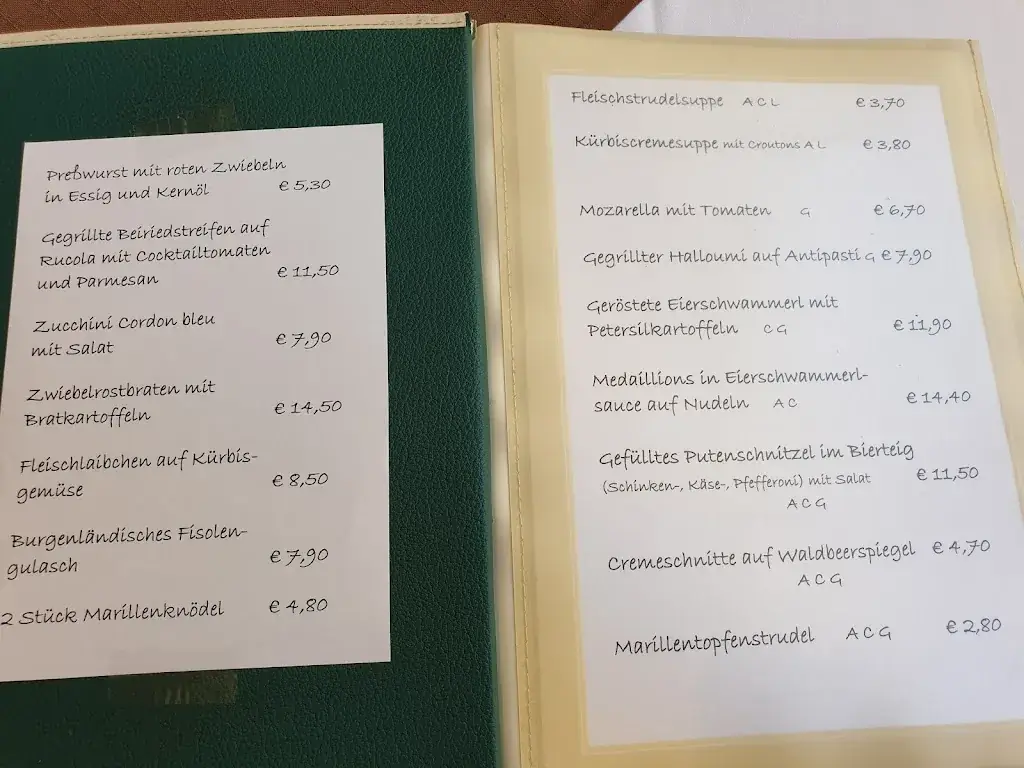 Preßwurst mit roten Zwiebeln
in Essig und Kernöl € 5,30
Gegrillte Beiriedstreifen auf
Rucola mit Cocktailtomaten
und Parmesan € 11,50
Zucchini Cordon bleu
mit Salat € 7,90
Zwiebelrostbraten mit
Bratkartoffeln € 14,50
Fleischlaibchen auf Kürbis-
gemüse € 8,50
Burgenländisches Fisolen-
gulasch € 7,90
2 Stück Marillenknödel € 4,80
Fleischstrudelsuppe A C L € 3,70
Kürbiscremesuppe mit Croutons A L € 3,80
Mozarella mit Tomaten G € 6,70
Gegrillter Halloumi auf Antipasti G € 7,90
Geröstete Eierschwammerl mit
Petersilkartoffeln C G € 11,90
Medaillions in Eierschwammerl-
sauce auf Nudeln A C € 14,40
Gefülltes Putenschnitzel im Bierteig
(Schinken-, Käse-, Pfefferoni) mit Salat € 11,50
A C G
Cremeschnitte auf Waldbeerspiegel € 4,70
A C G
Marillentopfenstrudel A C G € 2,80